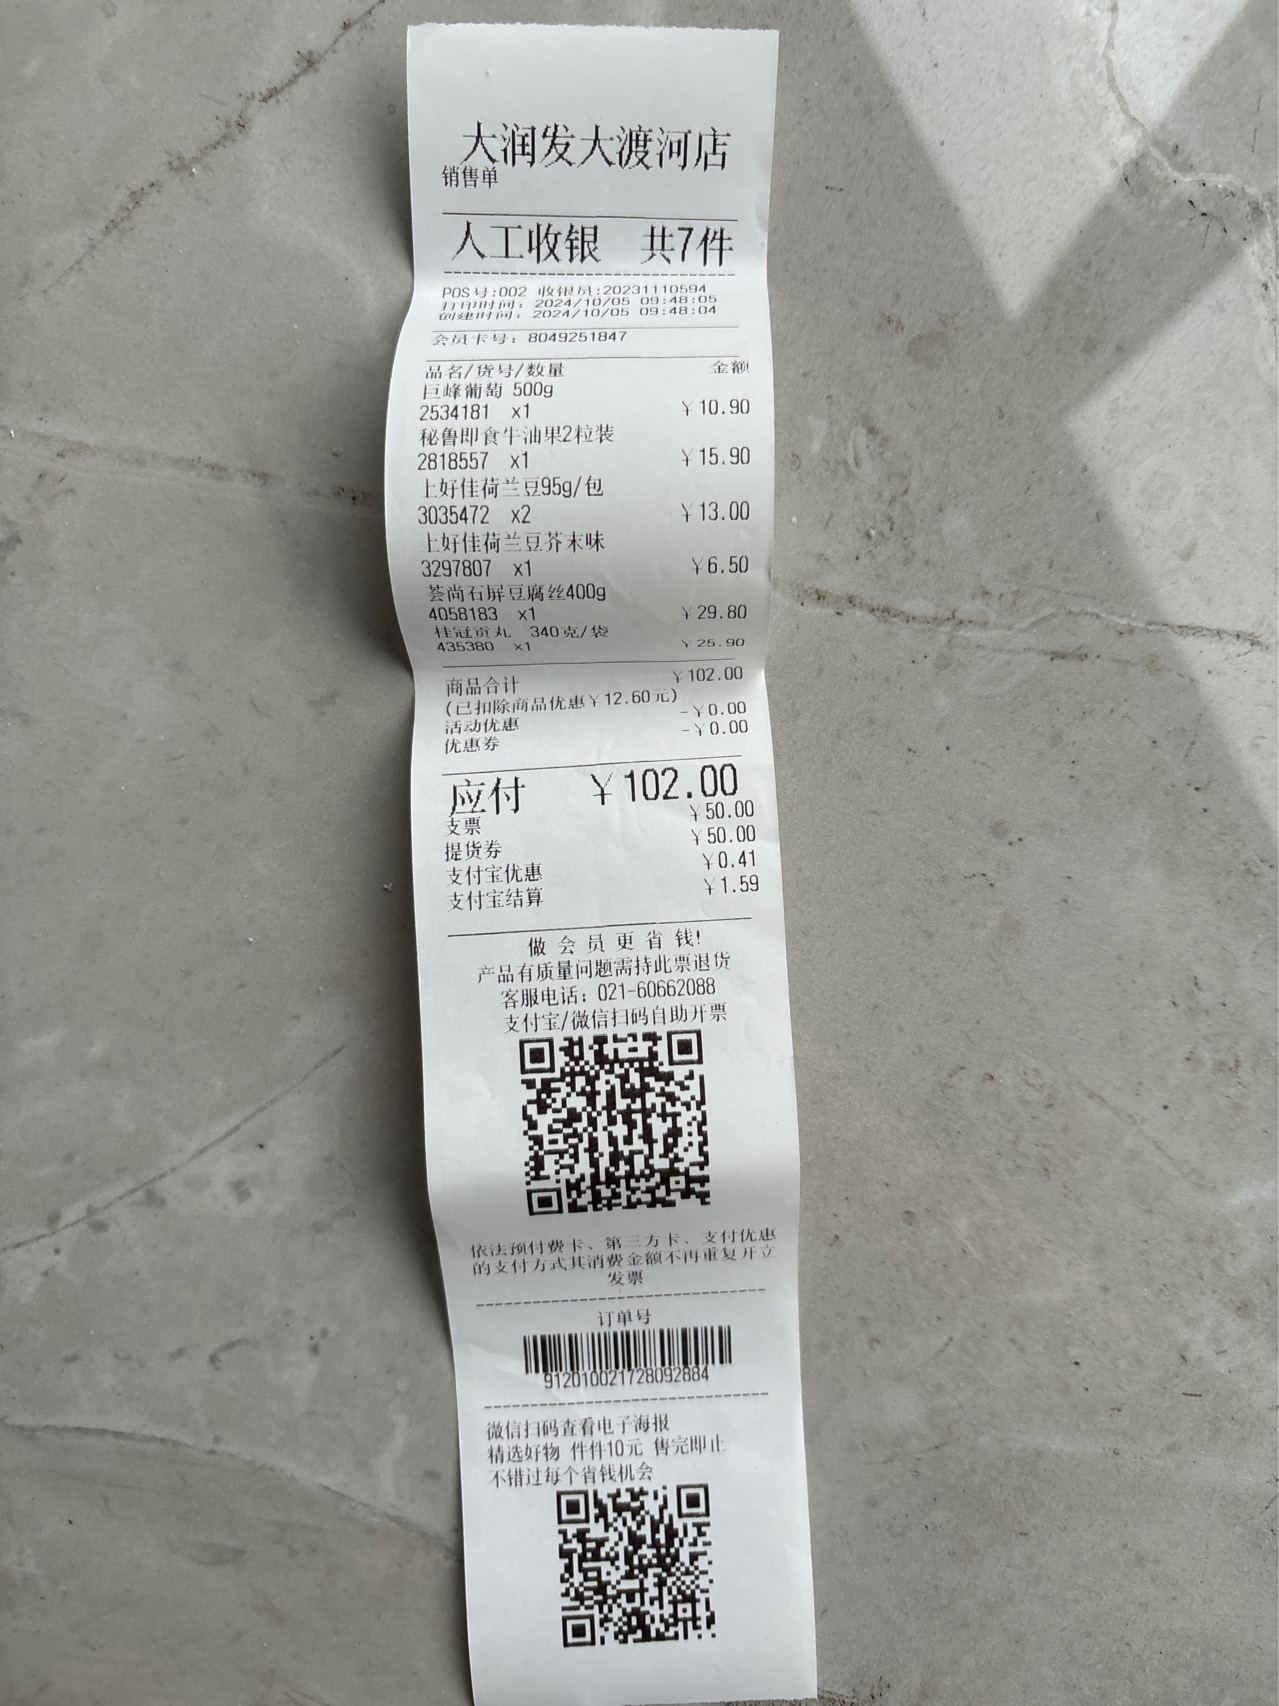 大润发大渡河店
销售单
人工收银 共7件
POS号:002 收银员:20231110594
打印时间: 2024/10/05 09:48:05
创建时间: 2024/10/05 09:48:04
会员卡号: 8049251847
品名/货号/数量 金额
巨峰葡萄 500g
2534181 x1 ¥10.90
秘鲁即食牛油果2粒装
2818557 x1 ¥15.90
上好佳荷兰豆95g/包
3035472 x2 ¥13.00
上好佳荷兰豆芥末味
3297807 x1 ¥6.50
荟尚石屏豆腐丝400g
4058183 x1 ¥29.80
桂冠贡丸 340克/袋
435380 x1 ¥25.90
商品合计 ¥102.00
(已扣除商品优惠¥12.60元)
活动优惠 -¥0.00
优惠券 -¥0.00
应付 ¥102.00
支票 ¥50.00
提货券 ¥50.00
支付宝优惠 ¥0.41
支付宝结算 ¥1.59
做会员更省钱!
产品有质量问题需持此票退货
客服电话: 021-60662088
支付宝/微信扫码自助开票
依法预付费卡、第三方卡、支付优惠
的支付方式其消费金额不再重复开立
发票
订单号
912010021728092884
微信扫码查看电子海报
精选好物 件件10元 售完即止
不错过每个省钱机会